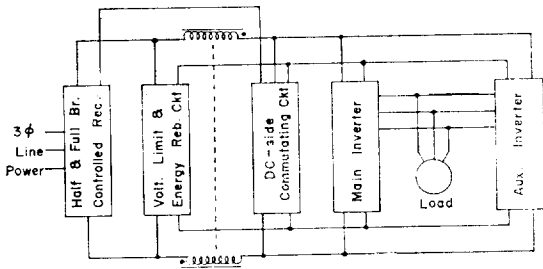 3ϕ
Line
Power
Half & Full Br.
Controlled Rec.
Volt. Limit &
Energy Reb. Ckt
DC-side
Commutating Ckt
Main Inverter
Load
Aux. Inverter